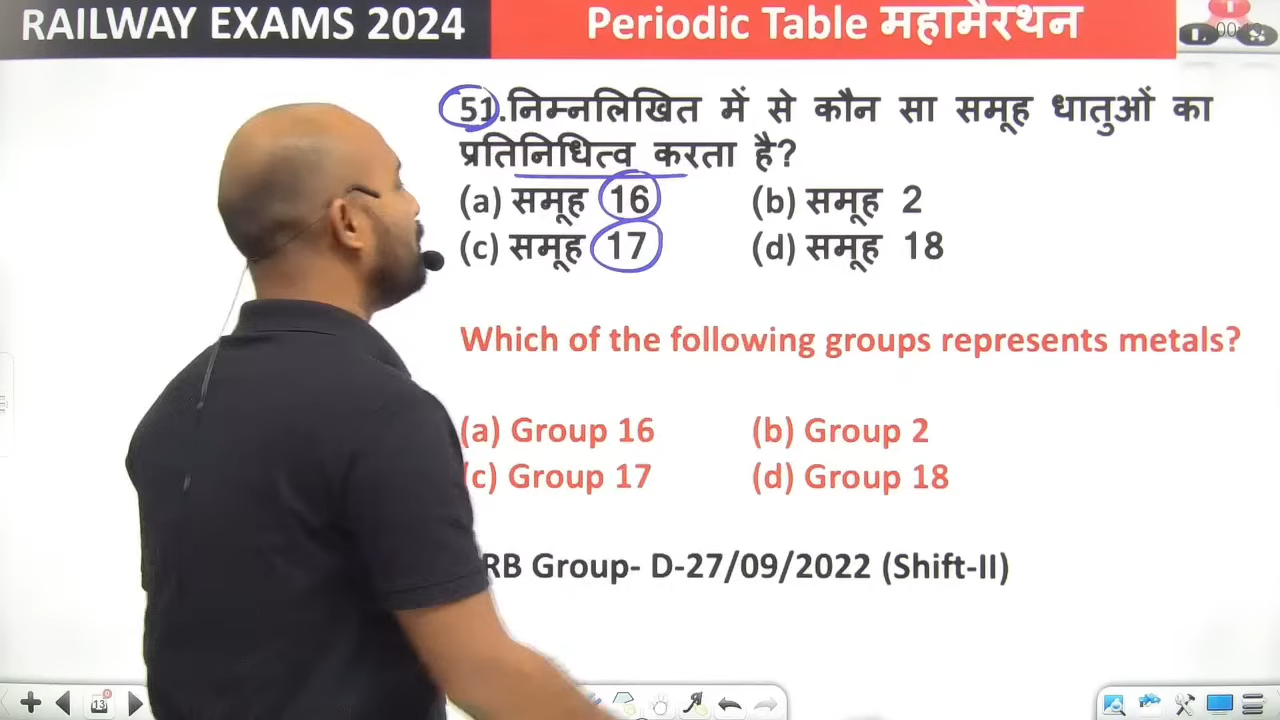 RAILWAY EXAMS 2024
Periodic Table महामैरथन
51.निम्नलिखित में से कौन सा समूह धातुओं का
प्रतिनिधित्व करता है?
(a) समूह 16 (b) समूह 2
(c) समूह 17 (d) समूह 18
Which of the following groups represents metals?
(a) Group 16 (b) Group 2
c) Group 17 (d) Group 18
RB Group- D-27/09/2022 (Shift-II)
13